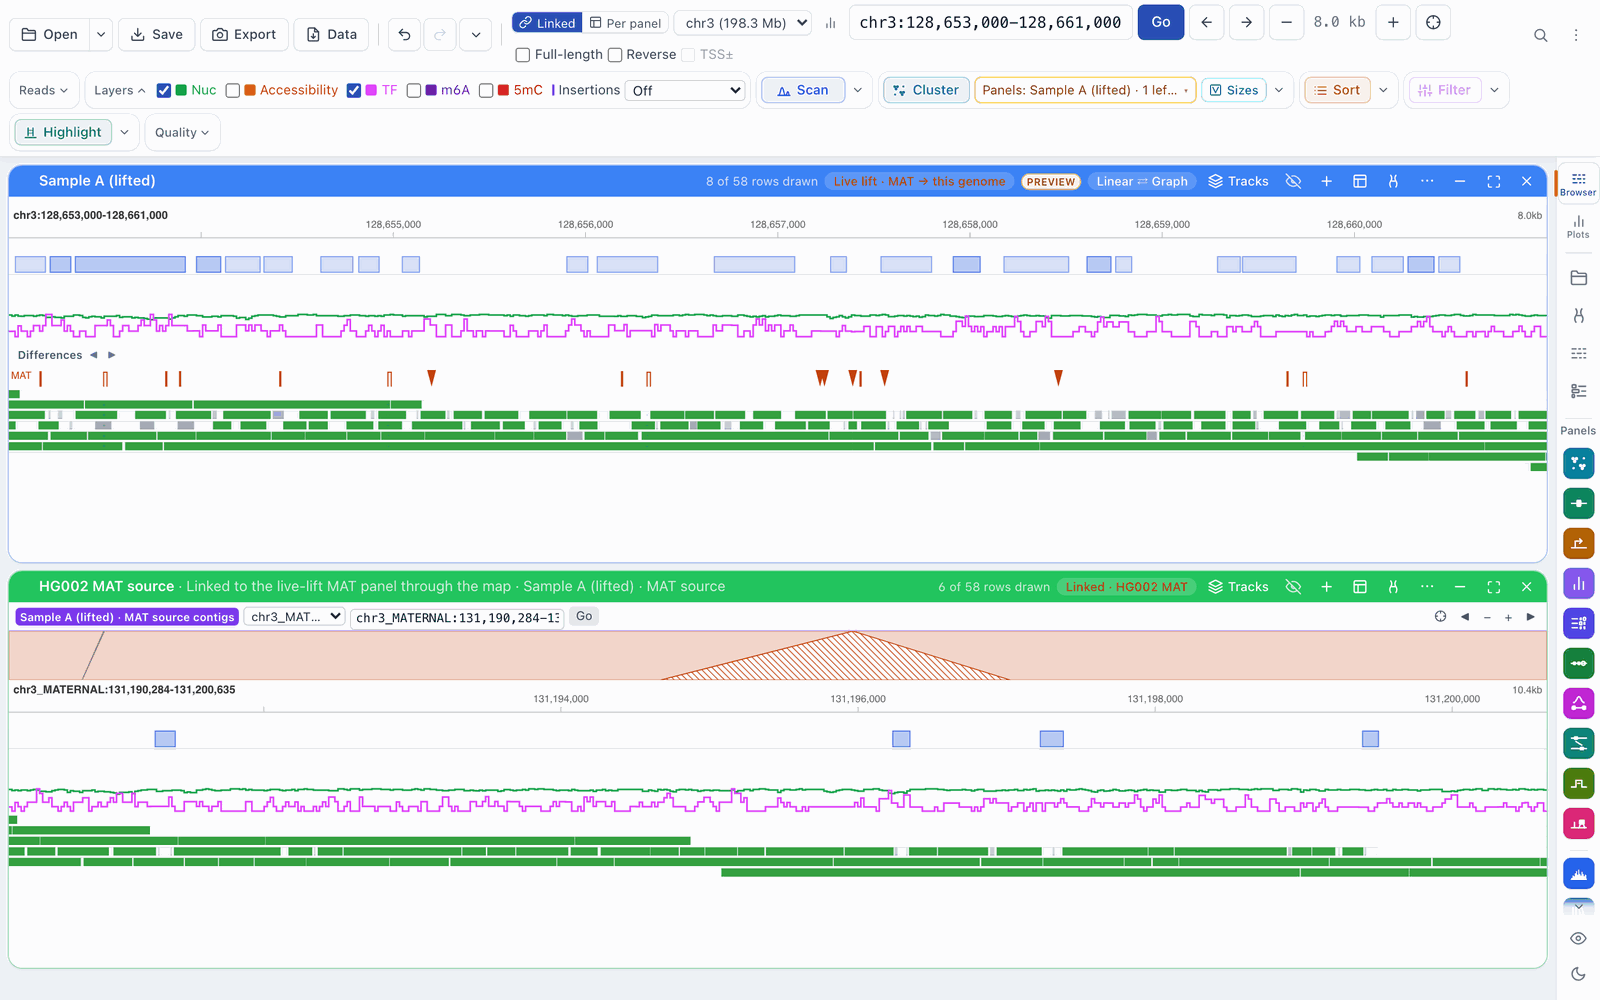 Open
Save
Export
Data
Linked
Per panel
chr3 (198.3 Mb)
chr3:128,653,000–128,661,000
Go
8.0 kb
Full-length
Reverse
TSS±
Reads
Layers
Nuc
Accessibility
TF
m6A
5mC
Insertions
Off
Scan
Cluster
Panels: Sample A (lifted) · 1 lef...
Sizes
Sort
Filter
Highlight
Quality
Sample A (lifted)
8 of 58 rows drawn
Live lift · MAT → this genome
PREVIEW
Linear ⇄ Graph
Tracks
chr3:128,653,000-128,661,000
128,655,000
128,656,000
128,657,000
128,658,000
128,659,000
128,660,000
8.0kb
Differences
MAT
HG002 MAT source · Linked to the live-lift MAT panel through the map · Sample A (lifted) · MAT source
6 of 58 rows drawn
Linked · HG002 MAT
Tracks
Sample A (lifted) · MAT source contigs
chr3_MAT...
chr3_MATERNAL:131,190,284–13
Go
chr3_MATERNAL:131,190,284-131,200,635
131,194,000
131,196,000
131,198,000
131,200,000
10.4kb
Browser
Plots
Panels